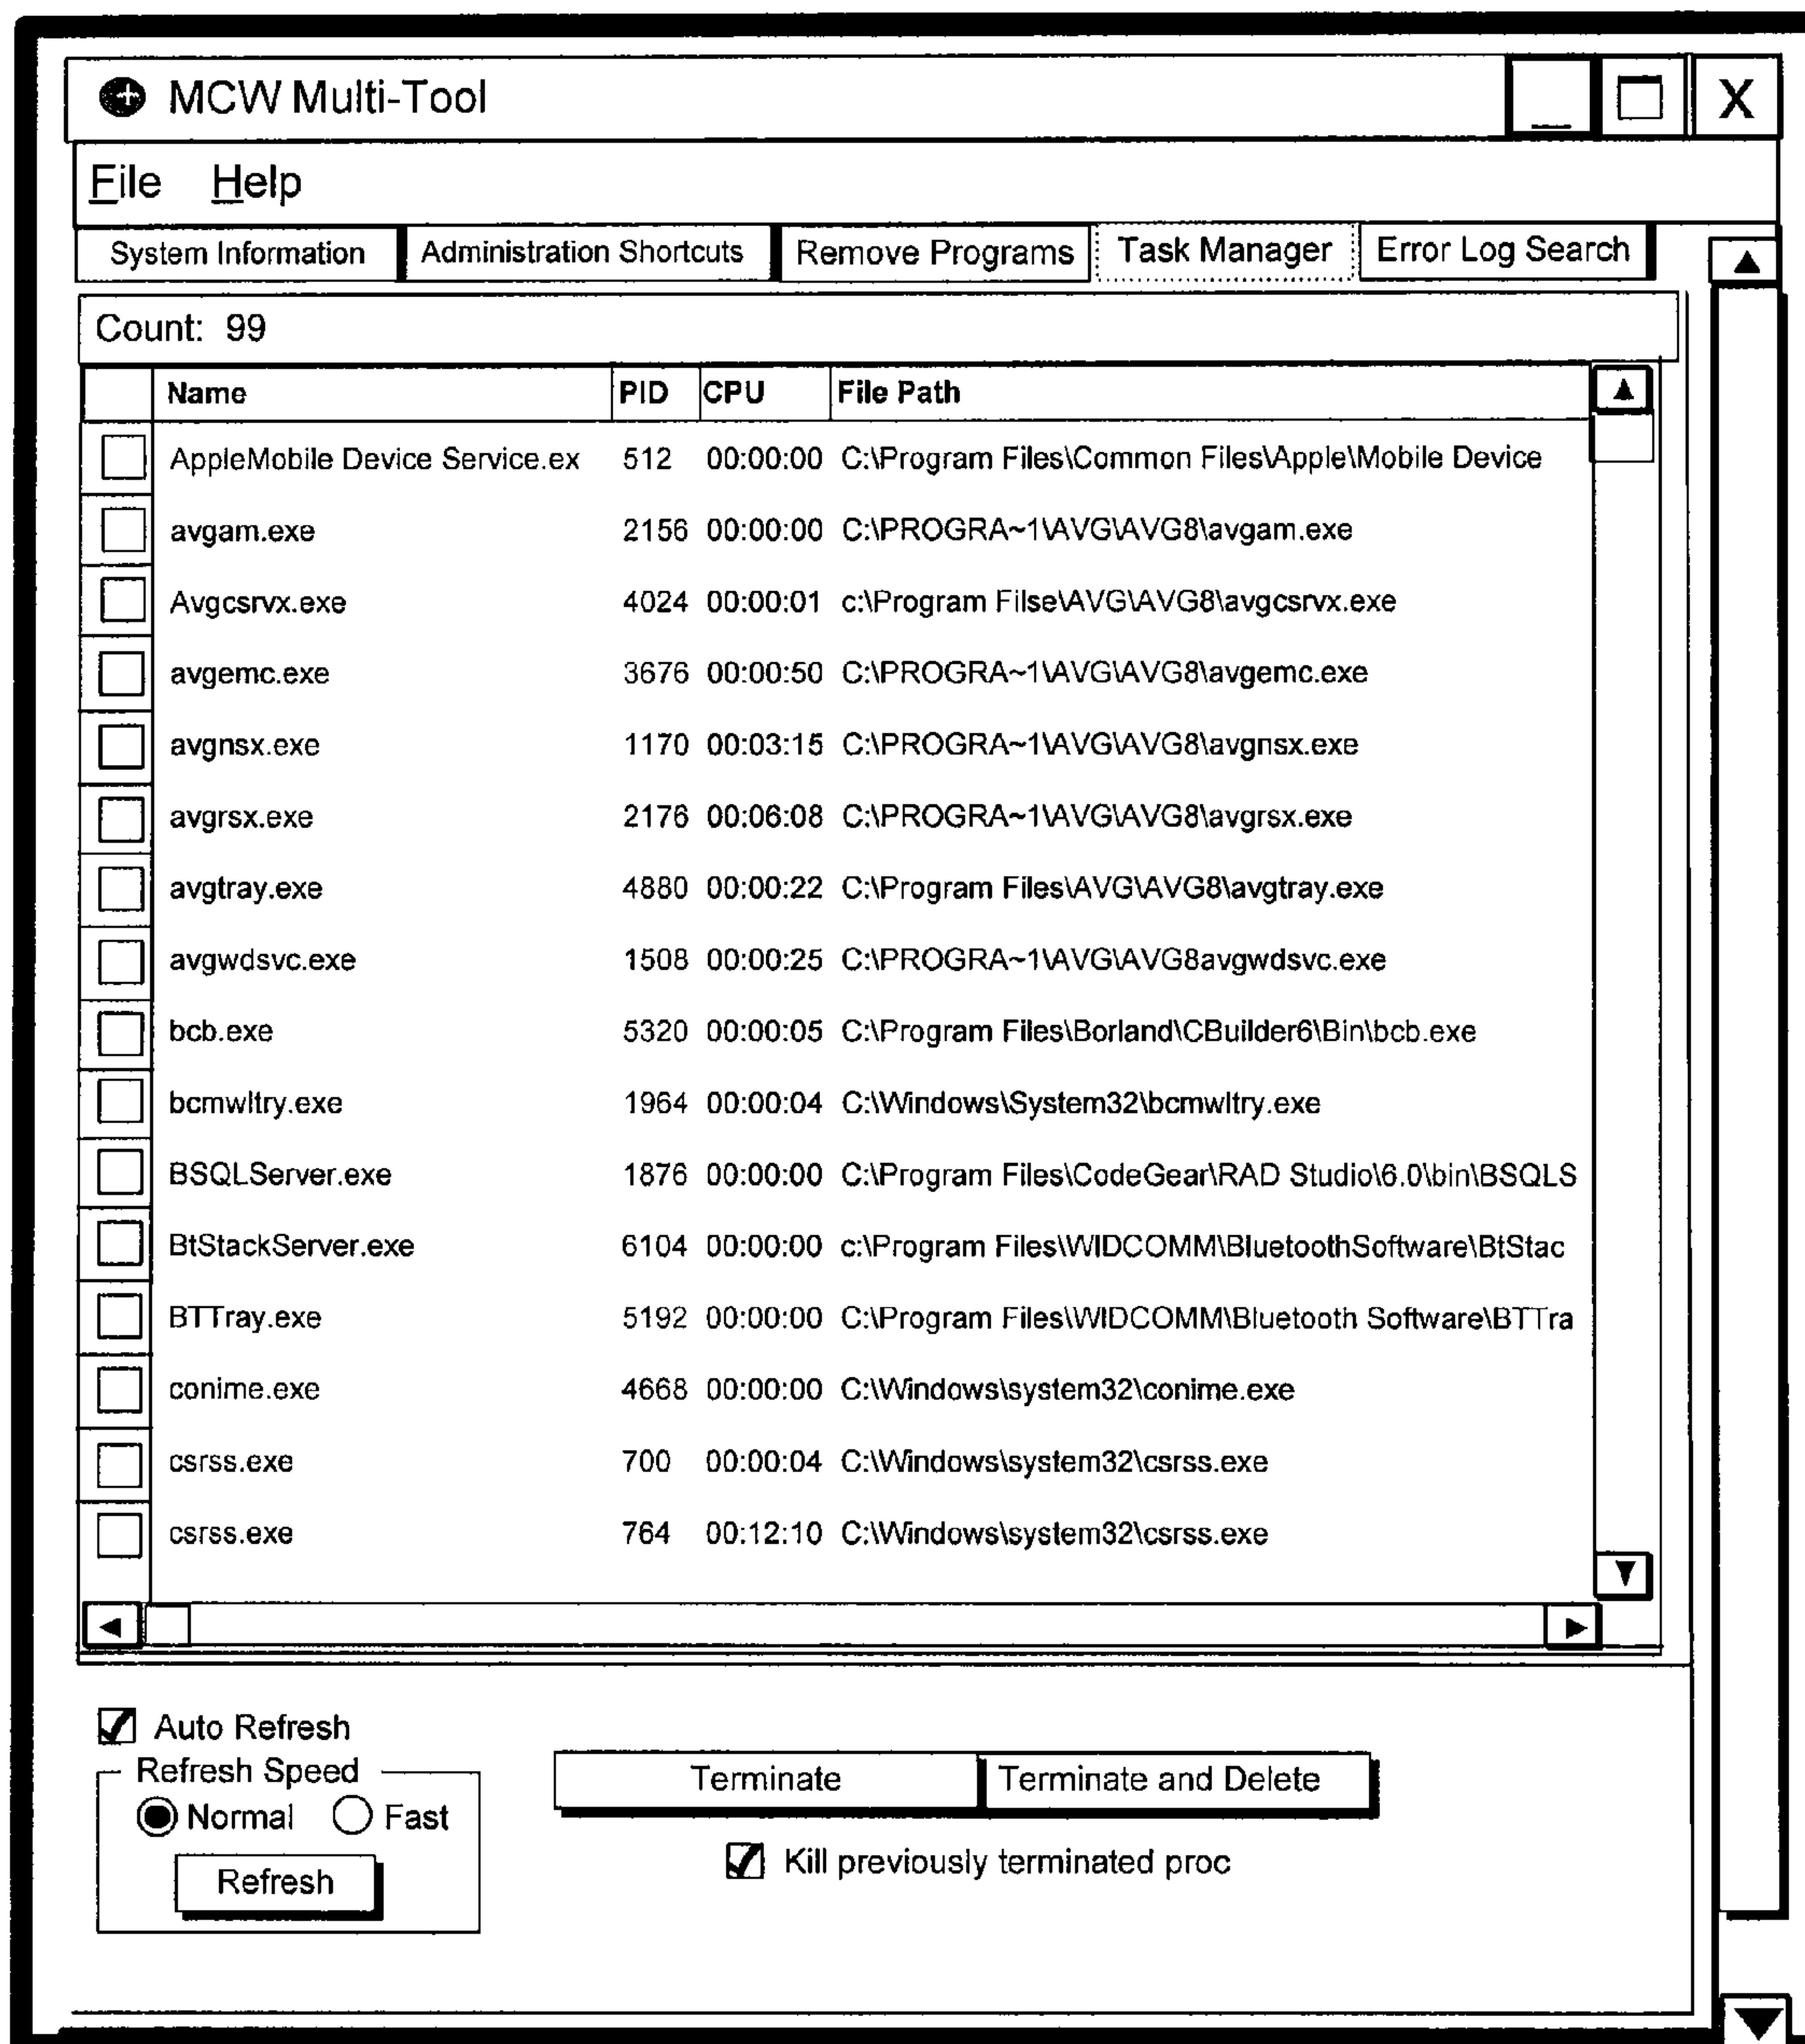 MCW Multi-Tool
X
File Help
System Information Administration Shortcuts Remove Programs Task Manager Error Log Search
Count: 99
Name PID CPU File Path
AppleMobile Device Service.ex 512 00:00:00 C:\Program Files\Common Files\Apple\Mobile Device
avgam.exe 2156 00:00:00 C:\PROGRA~1\AVG\AVG8\avgam.exe
Avgcsrvx.exe 4024 00:00:01 c:\Program Filse\AVG\AVG8\avgcsrvx.exe
avgemc.exe 3676 00:00:50 C:\PROGRA~1\AVG\AVG8\avgemc.exe
avgnsx.exe 1170 00:03:15 C:\PROGRA~1\AVG\AVG8\avgnsx.exe
avgrsx.exe 2176 00:06:08 C:\PROGRA~1\AVG\AVG8\avgrsx.exe
avgtray.exe 4880 00:00:22 C:\Program Files\AVG\AVG8\avgtray.exe
avgwdsvc.exe 1508 00:00:25 C:\PROGRA~1\AVG\AVG8avgwdsvc.exe
bcb.exe 5320 00:00:05 C:\Program Files\Borland\CBuilder6\Bin\bcb.exe
bcmwltry.exe 1964 00:00:04 C:\Windows\System32\bcmwltry.exe
BSQLServer.exe 1876 00:00:00 C:\Program Files\CodeGear\RAD Studio\6.0\bin\BSQLS
BtStackServer.exe 6104 00:00:00 c:\Program Files\WIDCOMM\BluetoothSoftware\BtStac
BTTray.exe 5192 00:00:00 C:\Program Files\WIDCOMM\Bluetooth Software\BTTra
conime.exe 4668 00:00:00 C:\Windows\system32\conime.exe
csrss.exe 700 00:00:04 C:\Windows\system32\csrss.exe
csrss.exe 764 00:12:10 C:\Windows\system32\csrss.exe
Auto Refresh
Refresh Speed
Terminate Terminate and Delete
Normal Fast
Kill previously terminated proc
Refresh